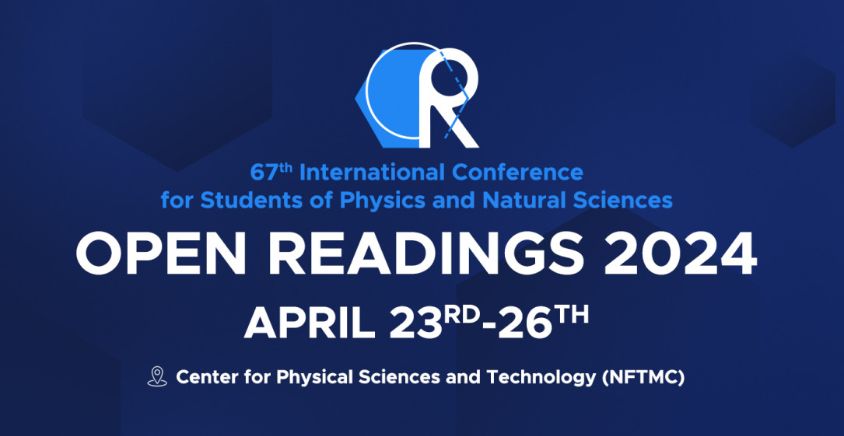 67th International Conference
for Students of Physics and Natural Sciences
OPEN READINGS 2024
APRIL 23RD-26TH
Center for Physical Sciences and Technology (NFTMC)